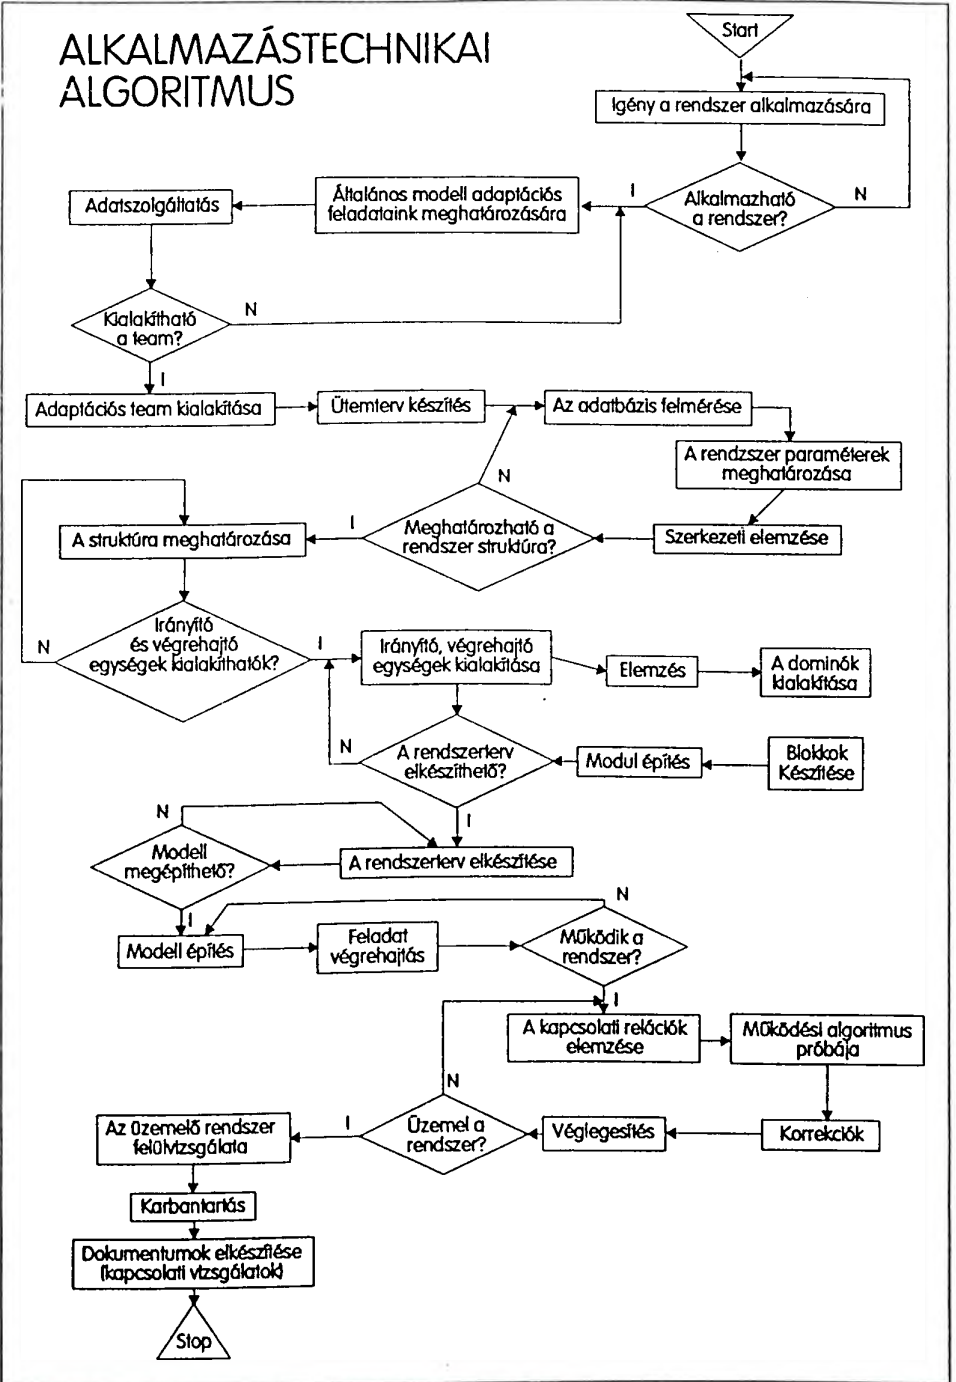 ALKALMAZÁSTECHNIKAI
ALGORITMUS
Start
Igény a rendszer alkalmazására
Alkalmazható
a rendszer?
I
N
Általános modell adaptációs
feladataink meghatározására
Adatszolgáltatás
Kialakítható
a team?
N
I
Adaptációs team kialakítása
Ütemterv készítés
Az adatbázis felmérése
A rendzszer paraméterek
meghatározása
Szerkezeti elemzése
Meghatározható a
rendszer struktúra?
N
I
A struktúra meghatározása
Irányító
és végrehajtó
egységek kialakíthatók?
N
I
Irányító, végrehajtó
egységek kialakítása
Elemzés
A dominók
kialakítása
Blokkok
Készítése
Modul építés
A rendszerterv
elkészíthető?
N
I
A rendszerterv elkészítése
Modell
megépíthető?
N
I
Modell építés
Feladat
végrehajtás
Működik a
rendszer?
N
I
A kapcsolati relációk
elemzése
Működési algoritmus
próbája
Korrekciók
Véglegesítés
Üzemel a
rendszer?
N
I
Az üzemelő rendszer
felülvizsgálata
Karbantartás
Dokumentumok elkészítése
(kapcsolati vizsgálatok)
Stop